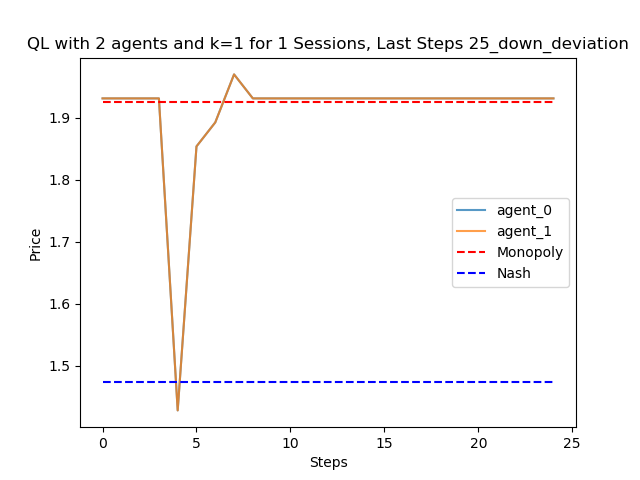 QL with 2 agents and k=1 for 1 Sessions, Last Steps 25_down_deviation
1.9
1.8
1.7
1.6
1.5
Price
agent_0
agent_1
Monopoly
Nash
0 5 10 15 20 25
Steps